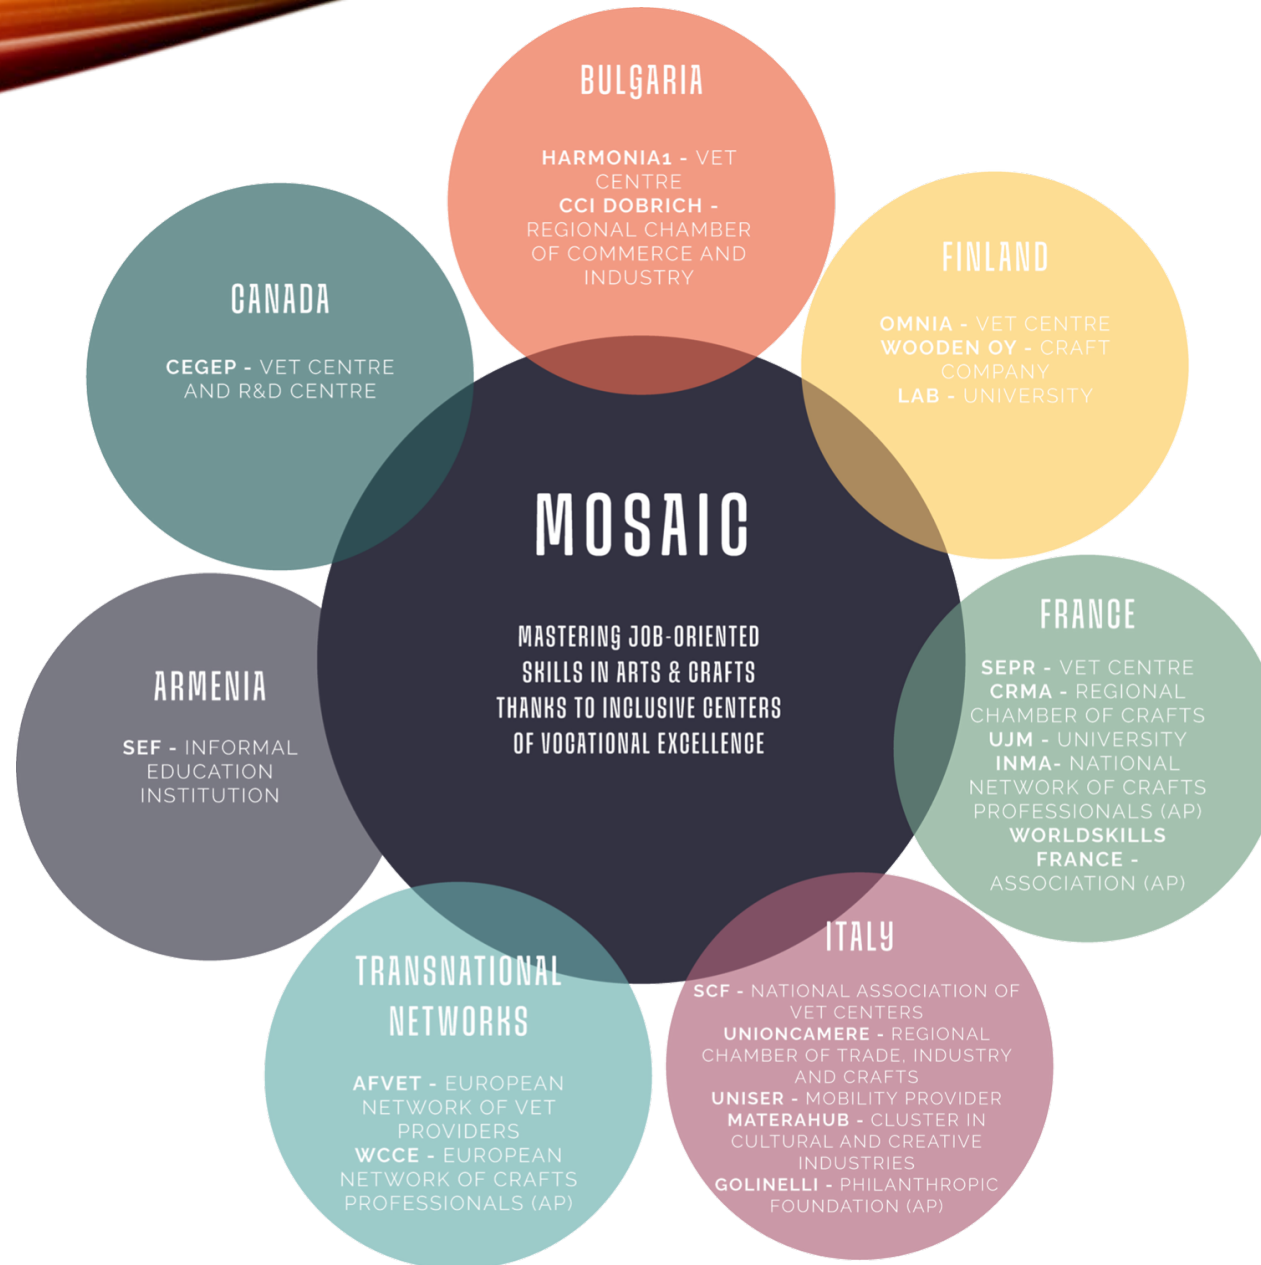 BULGARIA
HARMONIA1 - VET
CENTRE
CCI DOBRICH -
REGIONAL CHAMBER
OF COMMERCE AND
INDUSTRY
FINLAND
OMNIA - VET CENTRE
WOODEN OY - CRAFT
COMPANY
LAB - UNIVERSITY
CANADA
CEGEP - VET CENTRE
AND R&D CENTRE
MOSAIC
MASTERING JOB-ORIENTED
SKILLS IN ARTS & CRAFTS
THANKS TO INCLUSIVE CENTERS
OF VOCATIONAL EXCELLENCE
FRANCE
SEPR - VET CENTRE
CRMA - REGIONAL
CHAMBER OF CRAFTS
UJM - UNIVERSITY
INMA- NATIONAL
NETWORK OF CRAFTS
PROFESSIONALS (AP)
WORLDSKILLS
FRANCE -
ASSOCIATION (AP)
ARMENIA
SEF - INFORMAL
EDUCATION
INSTITUTION
TRANSNATIONAL
NETWORKS
AFVET - EUROPEAN
NETWORK OF VET
PROVIDERS
WCCE - EUROPEAN
NETWORK OF CRAFTS
PROFESSIONALS (AP)
ITALY
SCF - NATIONAL ASSOCIATION OF
VET CENTERS
UNIONCAMERE - REGIONAL
CHAMBER OF TRADE, INDUSTRY
AND CRAFTS
UNISER - MOBILITY PROVIDER
MATERAHUB - CLUSTER IN
CULTURAL AND CREATIVE
INDUSTRIES
GOLINELLI - PHILANTHROPIC
FOUNDATION (AP)